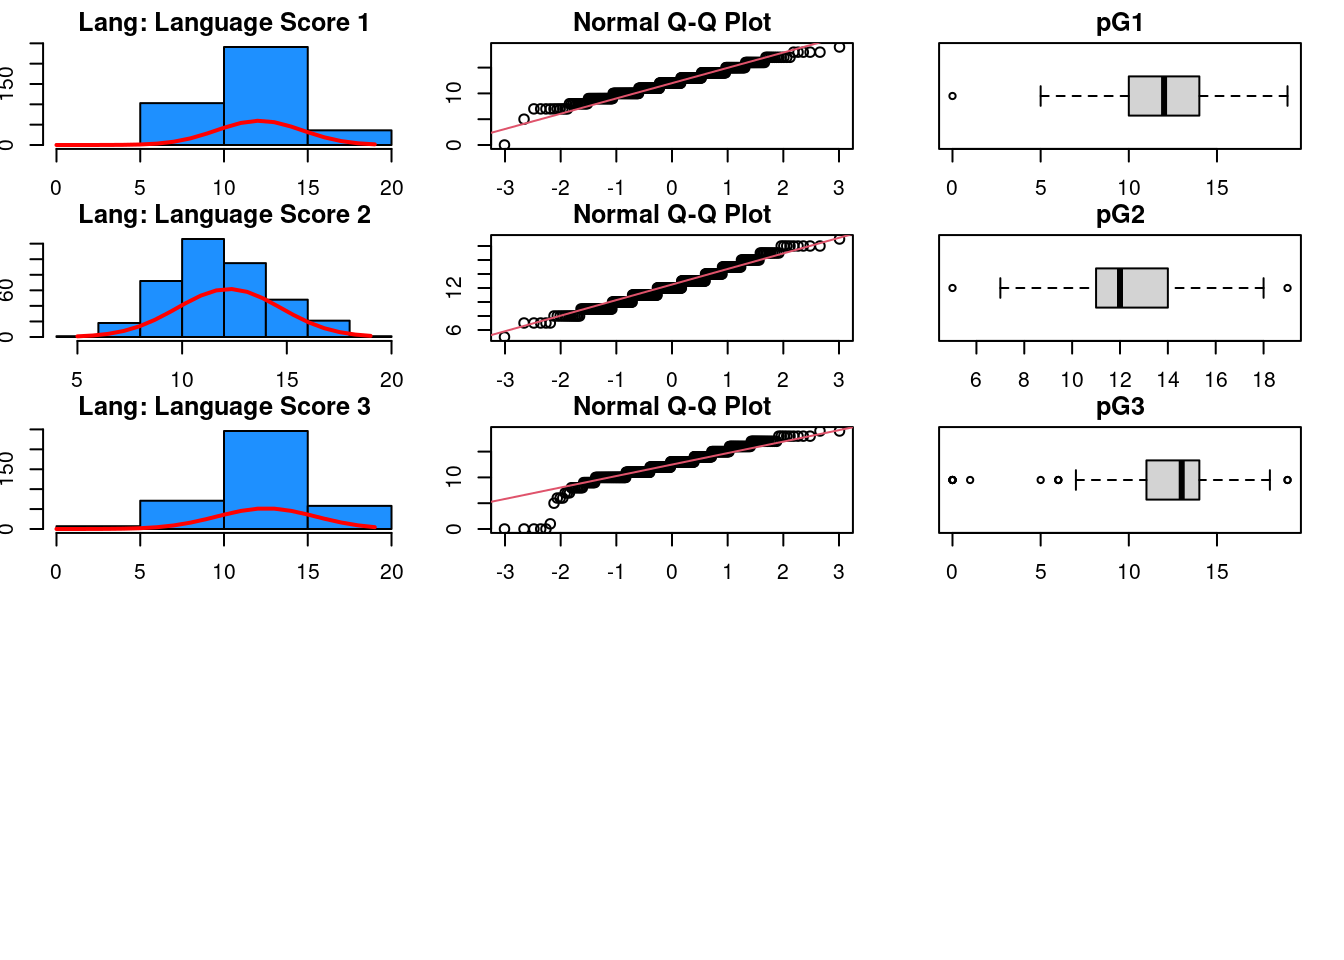 Lang: Language Score 1
Normal Q-Q Plot
pG1
0 150
0 10
0 5 10 15 20
-3 -2 -1 0 1 2 3
0 5 10 15
Lang: Language Score 2
Normal Q-Q Plot
pG2
0 60
6 12
5 10 15 20
-3 -2 -1 0 1 2 3
6 8 10 12 14 16 18
Lang: Language Score 3
Normal Q-Q Plot
pG3
0 150
0 10
0 5 10 15 20
-3 -2 -1 0 1 2 3
0 5 10 15